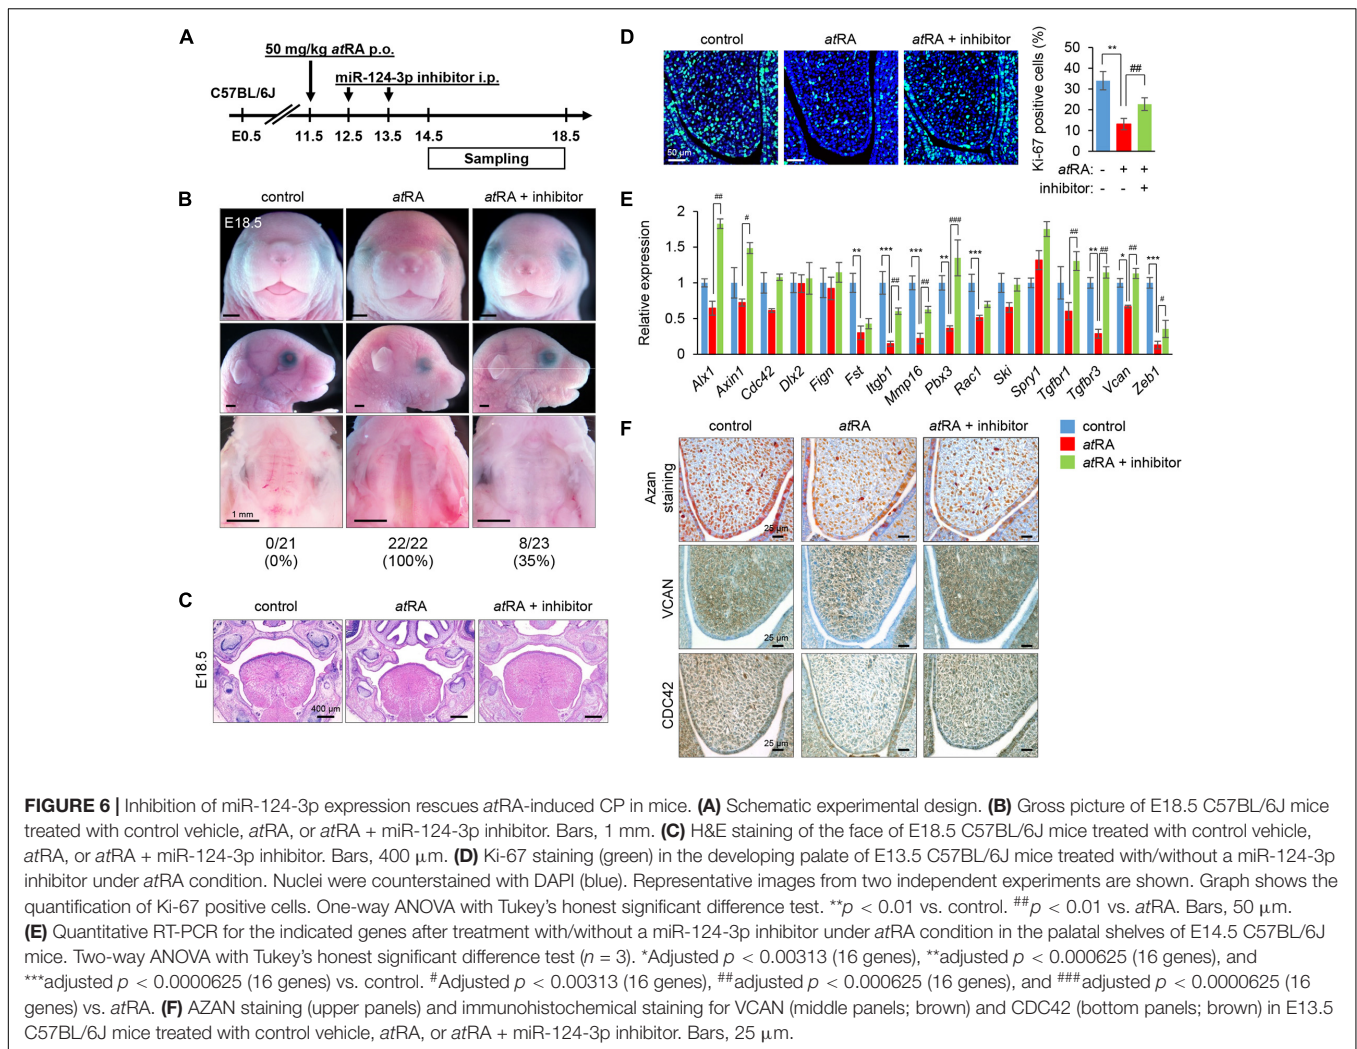 A
50 mg/kg atRA p.o.
miR-124-3p inhibitor i.p.
C57BL/6J
E0.5 11.5 12.5 13.5 14.5 18.5
Sampling
B
control atRA atRA + inhibitor
E18.5
1 mm
0/21 22/22 8/23
(0%) (100%) (35%)
C
control atRA atRA + inhibitor
E18.5
400 µm
D
control atRA atRA + inhibitor
50 µm
Ki-67 positive cells (%)
50
40
30
20
10
0
**
##
atRA: - + +
inhibitor: - - +
E
Relative expression
2
1.5
1
0.5
0
## # ** *** ## *** ## ** ### *** ## ** ## * ## *** #
Alx1 Axin1 Cdc42 Dlx2 Fign Fst Itgb1 Mmp16 Pbx3 Rac1 Ski Spry1 Tgfbr1 Tgfbr3 Vcan Zeb1
control
atRA
atRA + inhibitor
F
control atRA atRA + inhibitor
Azan
staining
25 µm
VCAN
25 µm
CDC42
25 µm
FIGURE 6 | Inhibition of miR-124-3p expression rescues atRA-induced CP in mice. (A) Schematic experimental design. (B) Gross picture of E18.5 C57BL/6J mice
treated with control vehicle, atRA, or atRA + miR-124-3p inhibitor. Bars, 1 mm. (C) H&E staining of the face of E18.5 C57BL/6J mice treated with control vehicle,
atRA, or atRA + miR-124-3p inhibitor. Bars, 400 µm. (D) Ki-67 staining (green) in the developing palate of E13.5 C57BL/6J mice treated with/without a miR-124-3p
inhibitor under atRA condition. Nuclei were counterstained with DAPI (blue). Representative images from two independent experiments are shown. Graph shows the
quantification of Ki-67 positive cells. One-way ANOVA with Tukey's honest significant difference test. **p < 0.01 vs. control. ##p < 0.01 vs. atRA. Bars, 50 µm.
(E) Quantitative RT-PCR for the indicated genes after treatment with/without a miR-124-3p inhibitor under atRA condition in the palatal shelves of E14.5 C57BL/6J
mice. Two-way ANOVA with Tukey's honest significant difference test (n = 3). *Adjusted p < 0.00313 (16 genes), **adjusted p < 0.000625 (16 genes), and
***adjusted p < 0.0000625 (16 genes) vs. control. #Adjusted p < 0.00313 (16 genes), ##adjusted p < 0.000625 (16 genes), and ###adjusted p < 0.0000625 (16
genes) vs. atRA. (F) AZAN staining (upper panels) and immunohistochemical staining for VCAN (middle panels; brown) and CDC42 (bottom panels; brown) in E13.5
C57BL/6J mice treated with control vehicle, atRA, or atRA + miR-124-3p inhibitor. Bars, 25 µm.